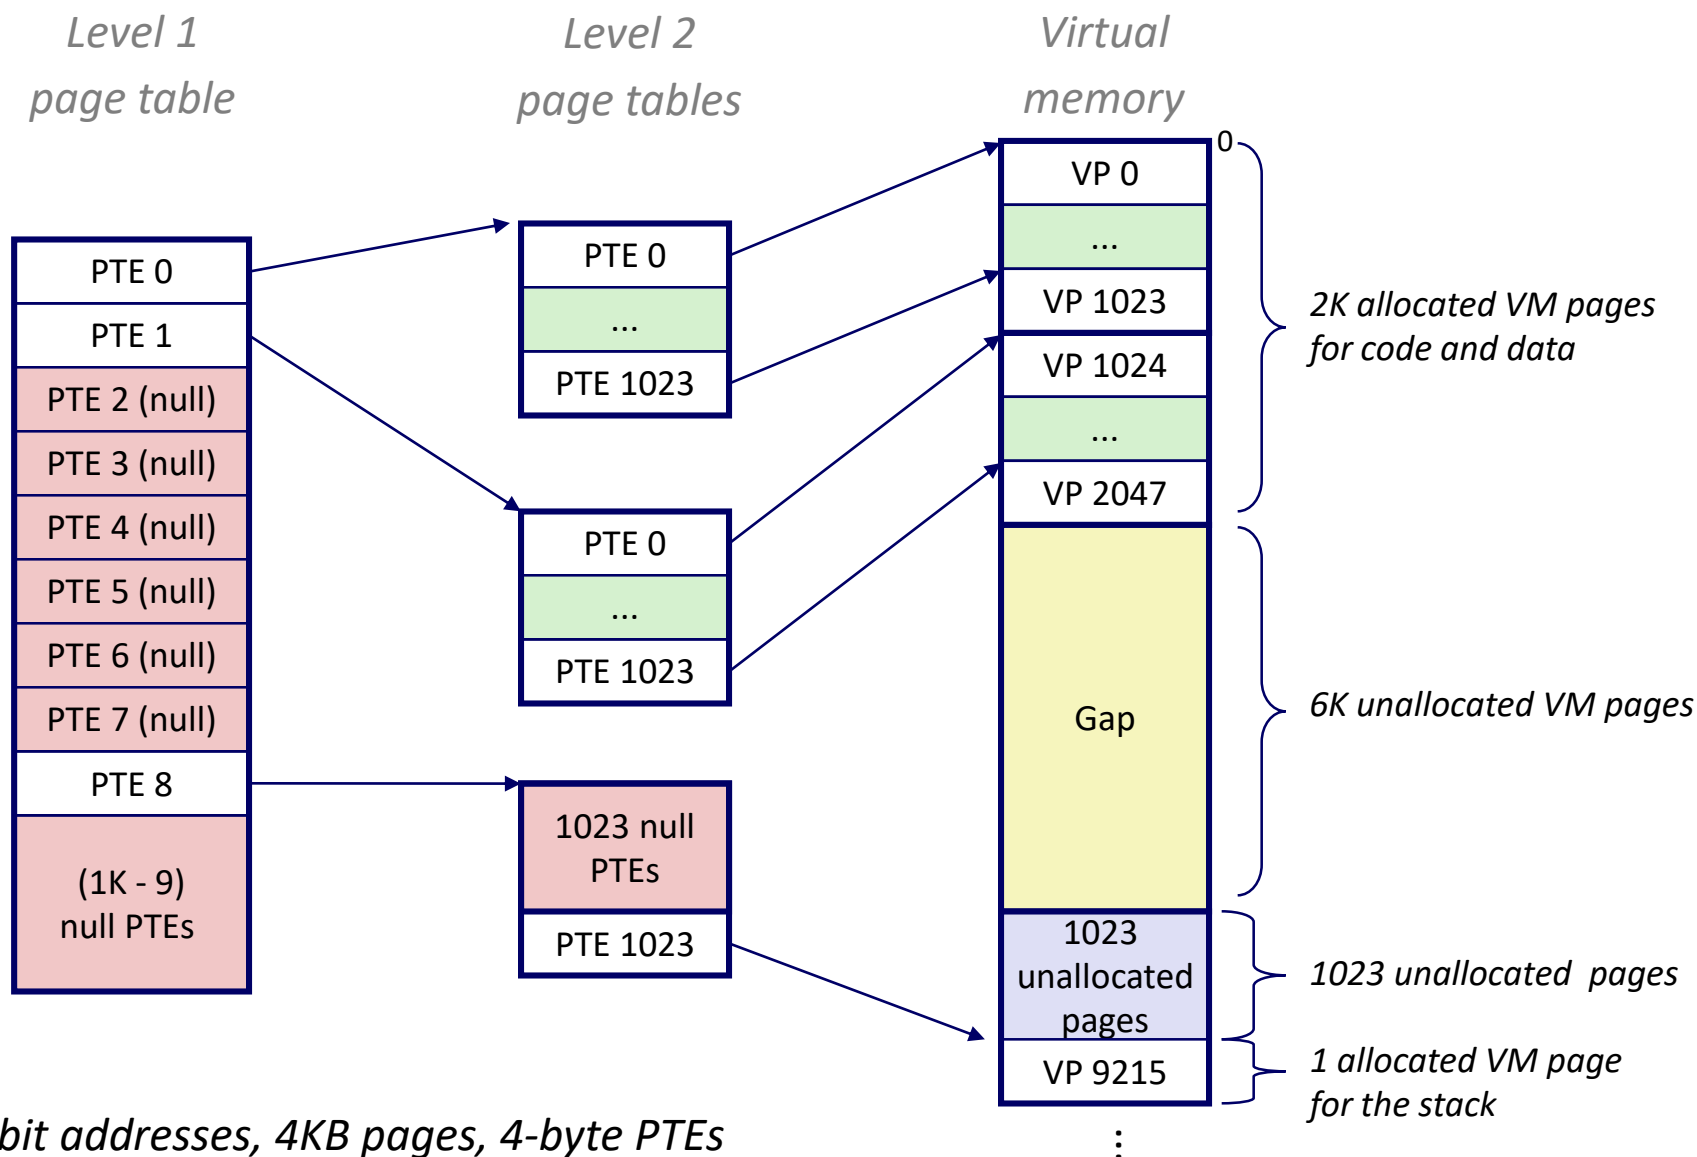 Level 1
page table
Level 2
page tables
Virtual
memory
PTE 0
PTE 1
PTE 2 (null)
PTE 3 (null)
PTE 4 (null)
PTE 5 (null)
PTE 6 (null)
PTE 7 (null)
PTE 8
(1K - 9)
null PTEs
PTE 0
...
PTE 1023
PTE 0
...
PTE 1023
1023 null
PTEs
PTE 1023
0
VP 0
...
VP 1023
VP 1024
...
VP 2047
Gap
1023
unallocated
pages
VP 9215
...
2K allocated VM pages
for code and data
6K unallocated VM pages
1023 unallocated pages
1 allocated VM page
for the stack
bit addresses, 4KB pages, 4-byte PTEs